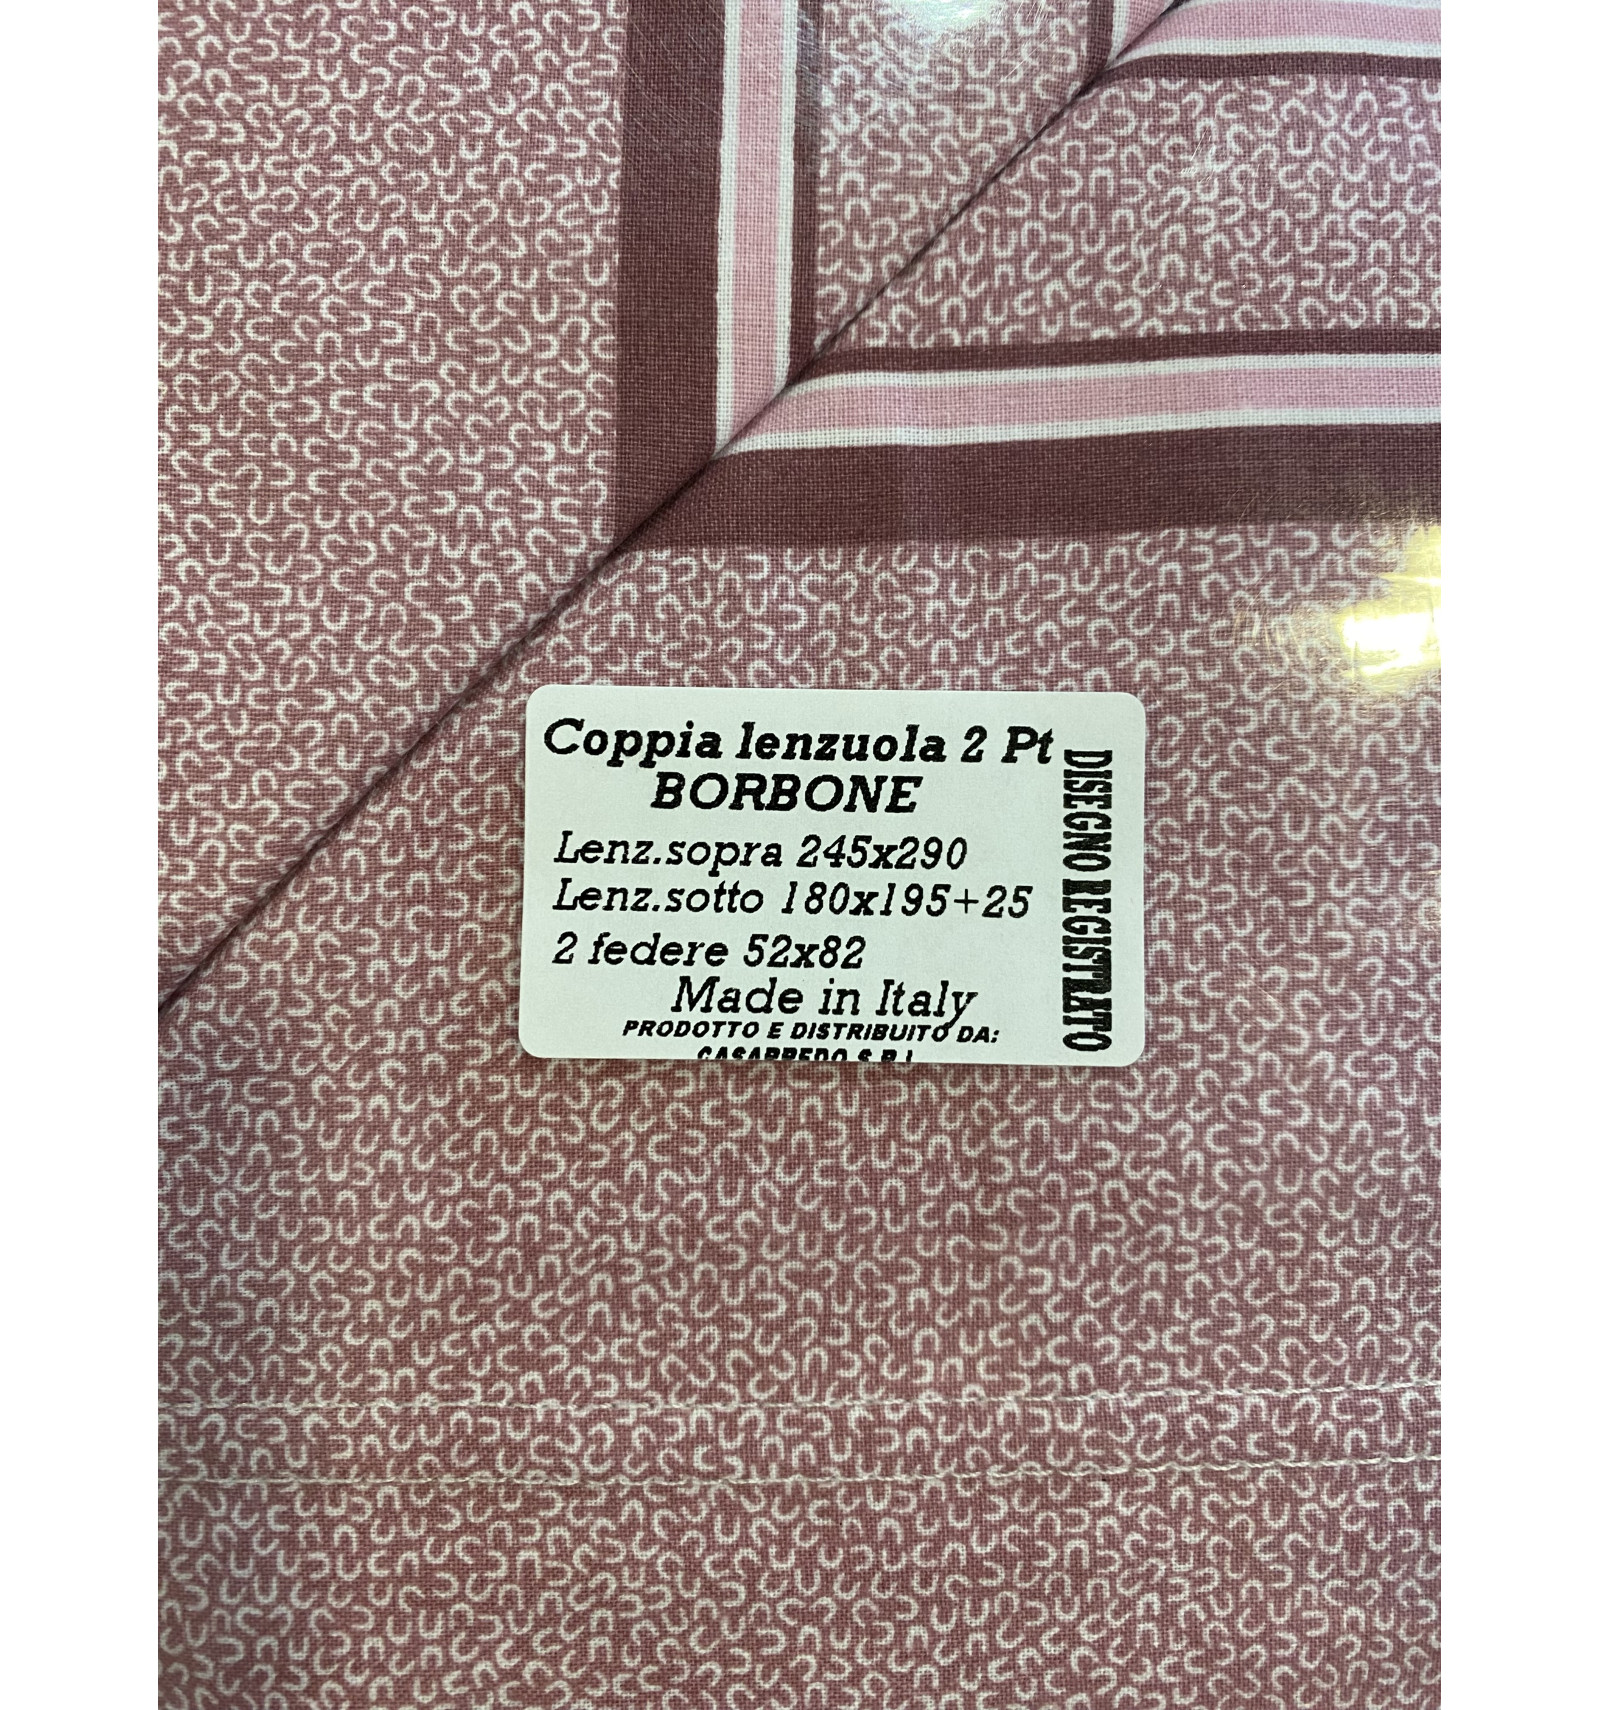 Coppia lenzuola 2 Pt
BORBONE
Lenz.sopra 245x290
Lenz.sotto 180x195+25
2 federe 52x82
Made in Italy
PRODOTTO E DISTRIBUITO DA:
CASARREDO S.R.L
DISEGNO REGISTRATO